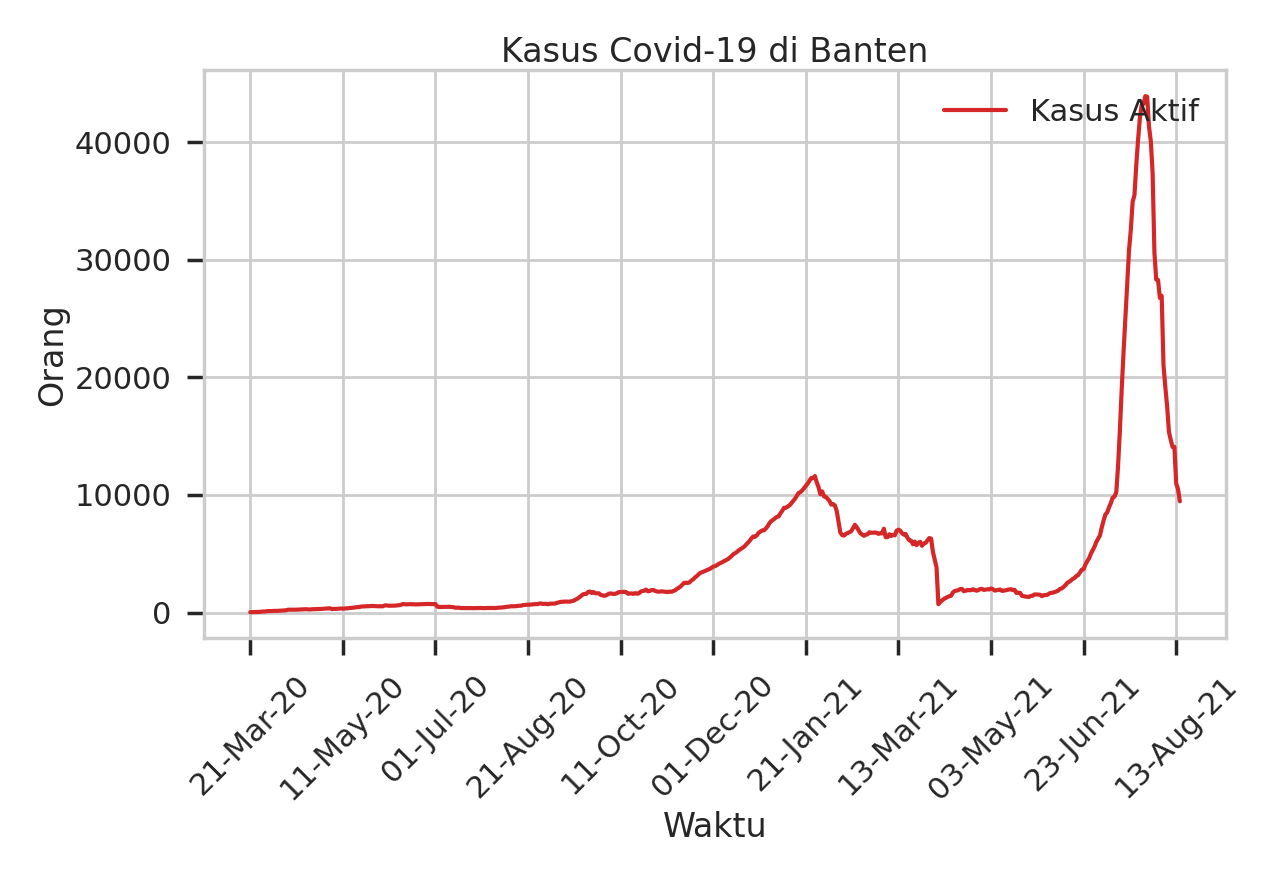 Kasus Covid-19 di Banten
Kasus Aktif
Orang
40000
30000
20000
10000
0
21-Mar-20
11-May-20
01-Jul-20
21-Aug-20
11-Oct-20
01-Dec-20
21-Jan-21
13-Mar-21
03-May-21
23-Jun-21
13-Aug-21
Waktu